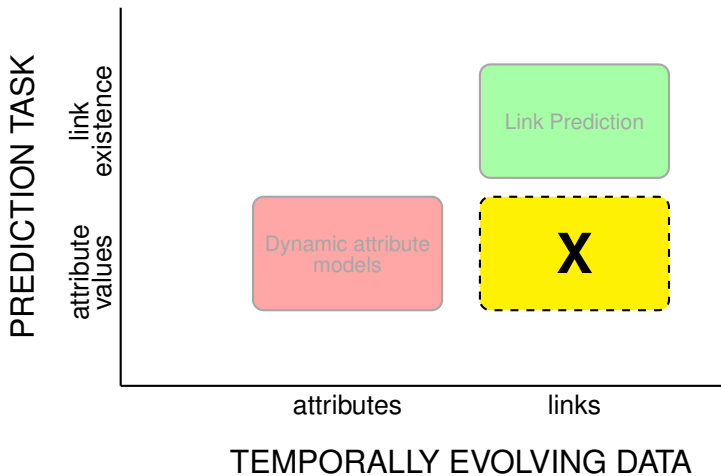 PREDICTION TASK
link
existence
attribute
values
Link Prediction
Dynamic attribute
models
X
attributes
links
TEMPORALLY EVOLVING DATA